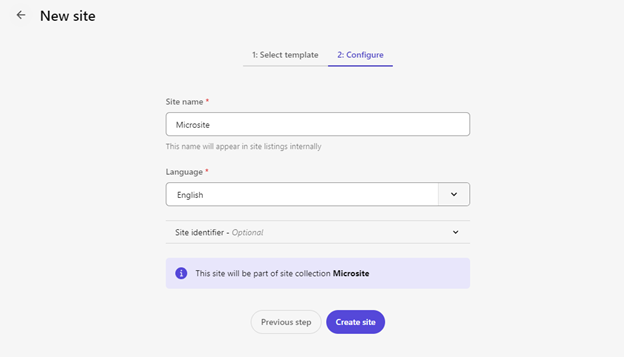 New site
1: Select template
2: Configure
Site name *
Microsite
This name will appear in site listings internally
Language *
English
Site identifier - Optional
This site will be part of site collection Microsite
Previous step
Create site